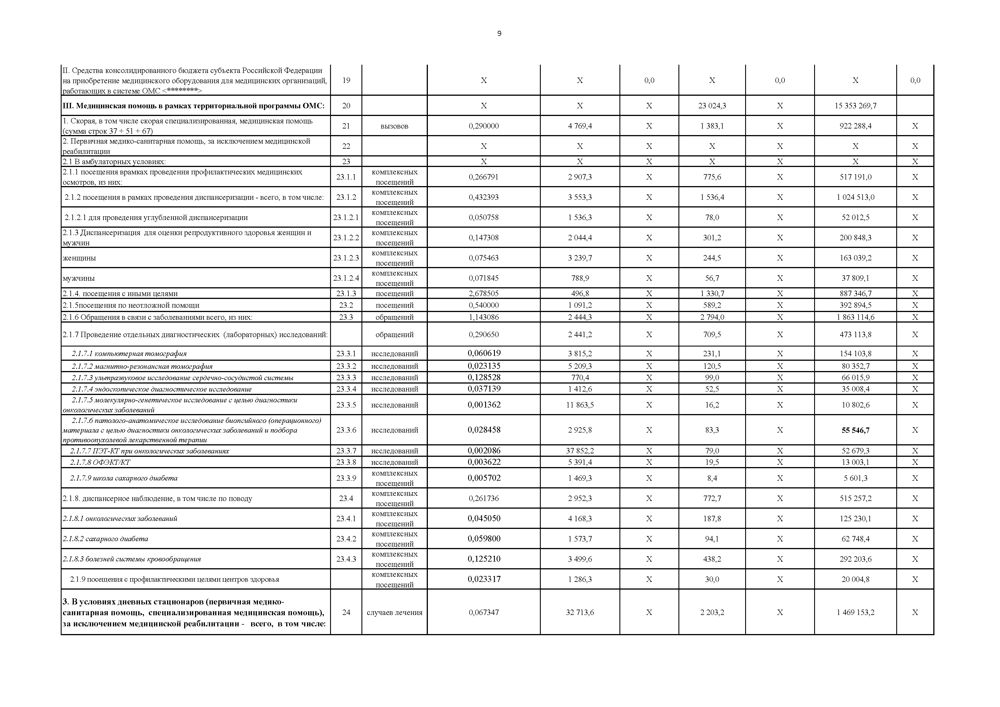 9
II. Средства консолидированного бюджета субъекта Российской Федерации
на приобретение медицинского оборудования для медицинских организаций,
работающих в системе ОМС <********>
19 X X 0,0 X 0,0 X 0,0
III. Медицинская помощь в рамках территориальной программы ОМС: 20 X X X 23 024,3 X 15 353 269,7
1. Скорая, в том числе скорая специализированная, медицинская помощь
(сумма строк 37 + 51 + 67)
21 вызовов 0,290000 4 769,4 X 1 383,1 X 922 288,4 X
2. Первичная медико-санитарная помощь, за исключением медицинской
реабилитации
22 X X X X X X X
2.1 В амбулаторных условиях: 23 X X X X X X X
2.1.1 посещения врамках проведения профилактических медицинских
осмотров, из них:
23.1.1 комплексных
посещений
0,266791 2 907,3 X 775,6 X 517 191,0 X
2.1.2 посещения в рамках проведения диспансеризации - всего, в том числе: 23.1.2 комплексных
посещений
0,432393 3 553,3 X 1 536,4 X 1 024 513,0 X
2.1.2.1 для проведения углубленной диспансеризации 23.1.2.1 комплексных
посещений
0,050758 1 536,3 X 78,0 X 52 012,5 X
2.1.3 Диспансеризация для оценки репродуктивного здоровья женщин и
мужчин
23.1.2.2 комплексных
посещений
0,147308 2 044,4 X 301,2 X 200 848,3 X
женщины 23.1.2.3 комплексных
посещений
0,075463 3 239,7 X 244,5 X 163 039,2 X
мужчины 23.1.2.4 комплексных
посещений
0,071845 788,9 X 56,7 X 37 809,1 X
2.1.4. посещения с иными целями 23.1.3 посещений 2,678505 496,8 X 1 330,7 X 887 346,7 X
2.1.5посещения по неотложной помощи 23.2 посещений 0,540000 1 091,2 X 589,2 X 392 894,5 X
2.1.6 Обращения в связи с заболеваниями всего, из них: 23.3 обращений 1,143086 2 444,3 X 2 794,0 X 1 863 114,6 X
2.1.7 Проведение отдельных диагностических (лабораторных) исследований: обращений 0,290650 2 441,2 X 709,5 X 473 113,8 X
2.1.7.1 компьютерная томография 23.3.1 исследований 0,060619 3 815,2 X 231,1 X 154 103,8 X
2.1.7.2 магнитно-резонансная томография 23.3.2 исследований 0,023135 5 209,3 X 120,5 X 80 352,7 X
2.1.7.3 ультразвуковое исследование сердечно-сосудистой системы 23.3.3 исследований 0,128528 770,4 X 99,0 X 66 015,9 X
2.1.7.4 эндоскопическое диагностическое исследование 23.3.4 исследований 0,037139 1 412,6 X 52,5 X 35 008,4 X
2.1.7.5 молекулярно-генетическое исследование с целью диагностики
онкологических заболеваний
23.3.5 исследований 0,001362 11 863,5 X 16,2 X 10 802,6 X
2.1.7.6 патолого-анатомическое исследование биопсийного (операционного)
материала с целью диагностики онкологических заболеваний и подбора
противоопухолевой лекарственной терапии
23.3.6 исследований 0,028458 2 925,8 X 83,3 X 55 546,7 X
2.1.7.7 ПЭТ-КТ при онкологических заболеваниях 23.3.7 исследований 0,002086 37 852,2 X 79,0 X 52 679,3 X
2.1.7.8 ОФЭКТ/КТ 23.3.8 исследований 0,003622 5 391,4 X 19,5 X 13 003,1 X
2.1.7.9 школа сахарного диабета 23.3.9 комплексных
посещений
0,005702 1 469,3 X 8,4 X 5 601,3 X
2.1.8. диспансерное наблюдение, в том числе по поводу 23.4 комплексных
посещений
0,261736 2 952,3 X 772,7 X 515 257,2 X
2.1.8.1 онкологических заболеваний 23.4.1 комплексных
посещений
0,045050 4 168,3 X 187,8 X 125 230,1 X
2.1.8.2 сахарного диабета 23.4.2 комплексных
посещений
0,059800 1 573,7 X 94,1 X 62 748,4 X
2.1.8.3 болезней системы кровообращения 23.4.3 комплексных
посещений
0,125210 3 499,6 X 438,2 X 292 203,6 X
2.1.9 посещения с профилактическими целями центров здоровья комплексных
посещений
0,023317 1 286,3 X 30,0 X 20 004,8 X
3. В условиях дневных стационаров (первичная медико-
санитарная помощь, специализированная медицинская помощь),
за исключением медицинской реабилитации - всего, в том числе:
24 случаев лечения 0,067347 32 713,6 X 2 203,2 X 1 469 153,2 X